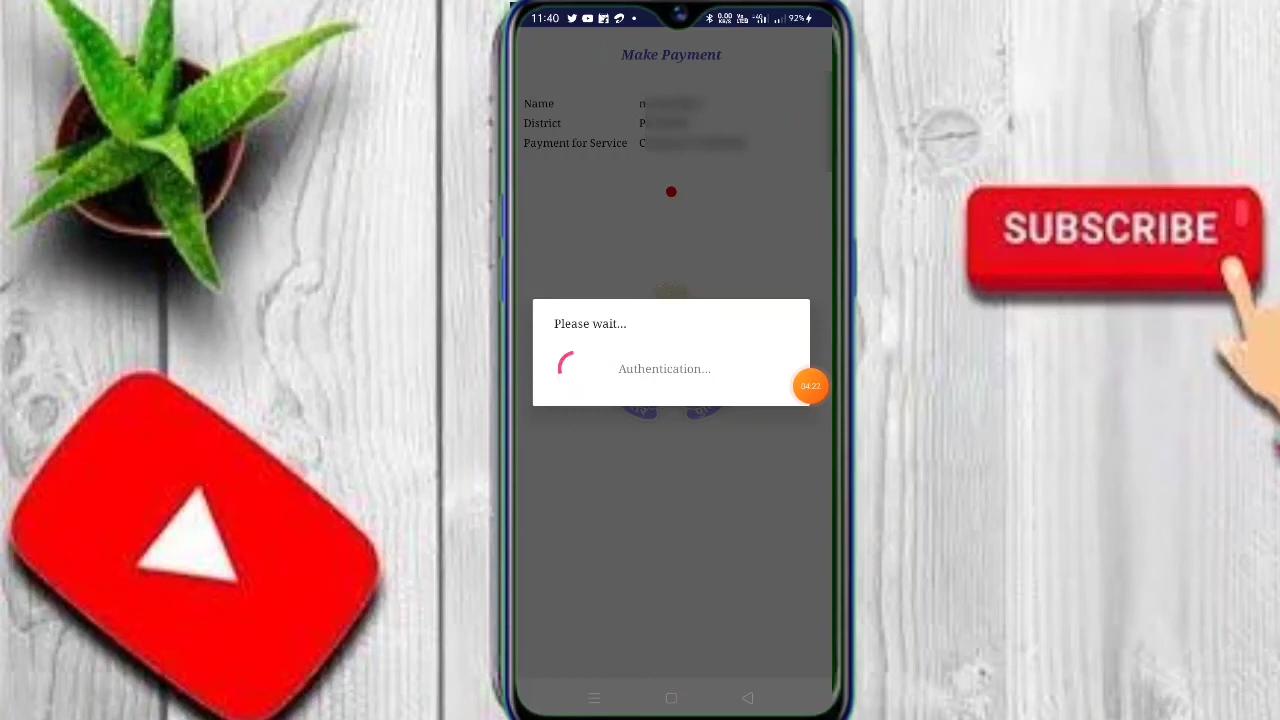 11:40
92%
Make Payment
Name
District
Payment for Service
Please wait...
Authentication...
04:22
SUBSCRIBE